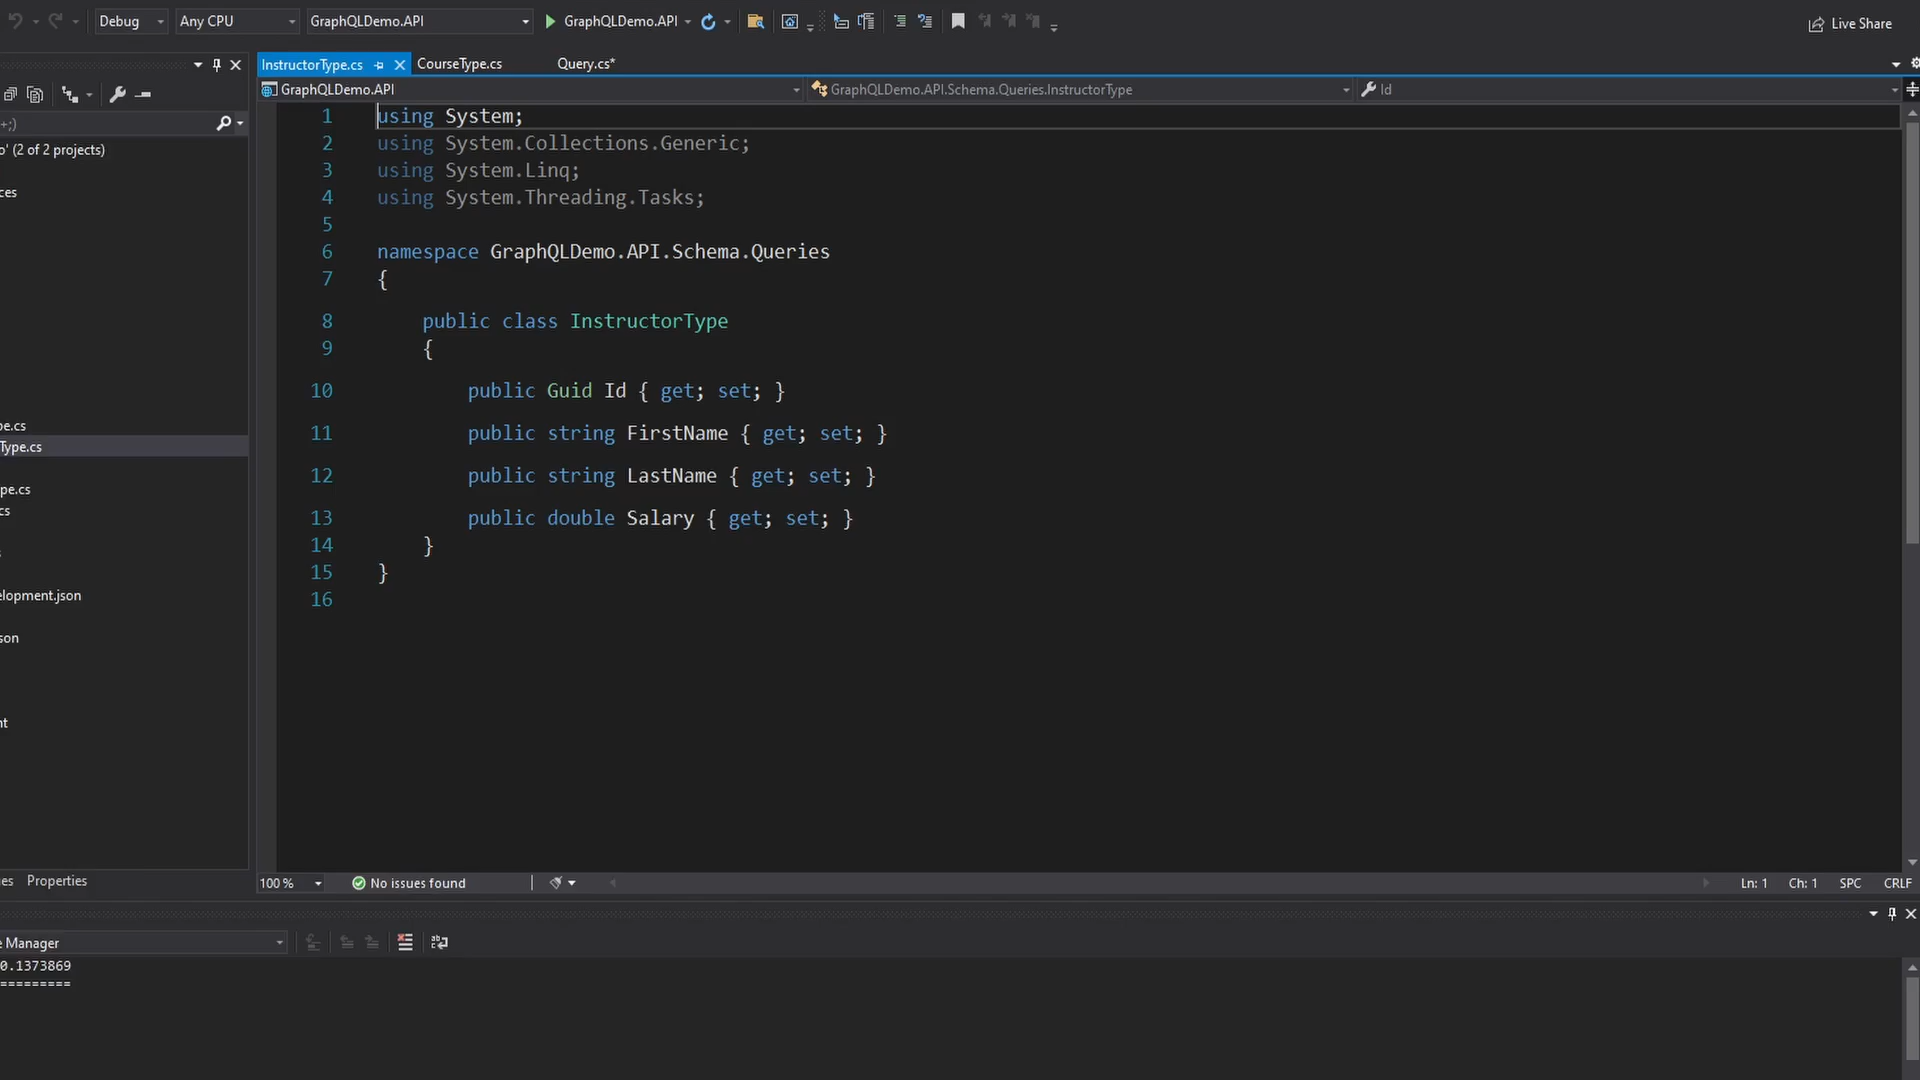 Debug Any CPU GraphQLDemo.API GraphQLDemo.API Live Share
InstructorType.cs CourseType.cs Query.cs*
GraphQLDemo.API GraphQLDemo.API.Schema.Queries.InstructorType Id
+;)
o' (2 of 2 projects)
ces
pe.cs
Type.cs
pe.cs
cs
s
elopment.json
son
nt
es Properties
1 using System;
2 using System.Collections.Generic;
3 using System.Linq;
4 using System.Threading.Tasks;
5
6 namespace GraphQLDemo.API.Schema.Queries
7 {
8 public class InstructorType
9 {
10 public Guid Id { get; set; }
11 public string FirstName { get; set; }
12 public string LastName { get; set; }
13 public double Salary { get; set; }
14 }
15 }
16
100 % No issues found Ln: 1 Ch: 1 SPC CRLF
e Manager
0.1373869
=========